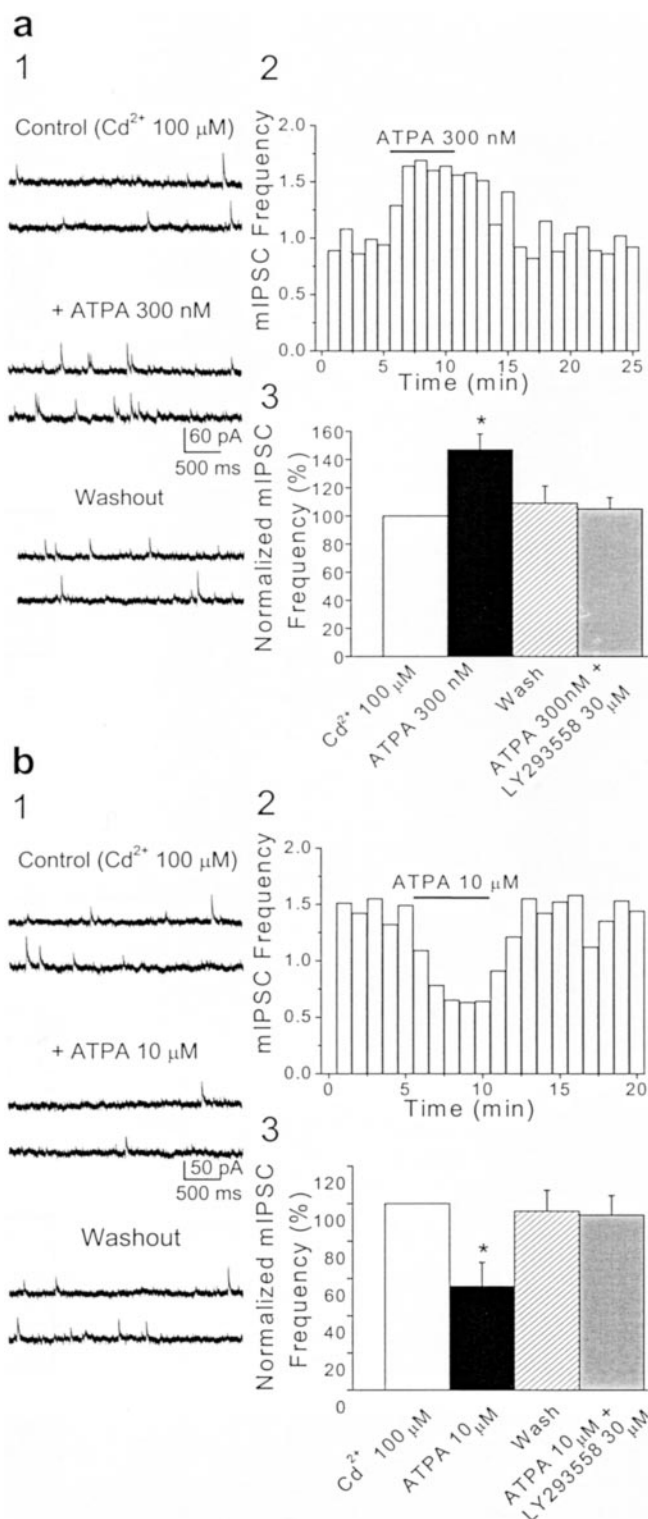 a
1
Control (Cd²⁺ 100 µM)
+ ATPA 300 nM
60 pA
500 ms
Washout
2
mIPSC Frequency
2.0
1.5
1.0
0.5
0.0
ATPA 300 nM
0 5 10 15 20 25
Time (min)
3
Normalized mIPSC
Frequency (%)
160
140
120
100
80
60
40
20
0
*
Cd²⁺ 100 µM
ATPA 300 nM
Wash
ATPA 300nM +
LY293558 30 µM
b
1
Control (Cd²⁺ 100 µM)
+ ATPA 10 µM
50 pA
500 ms
Washout
2
mIPSC Frequency
2.0
1.5
1.0
0.5
0.0
ATPA 10 µM
0 5 10 15 20
Time (min)
3
Normalized mIPSC
Frequency (%)
120
100
80
60
40
20
0
*
Cd²⁺ 100 µM
ATPA 10 µM
Wash
ATPA 10 µM +
LY293558 30 µM